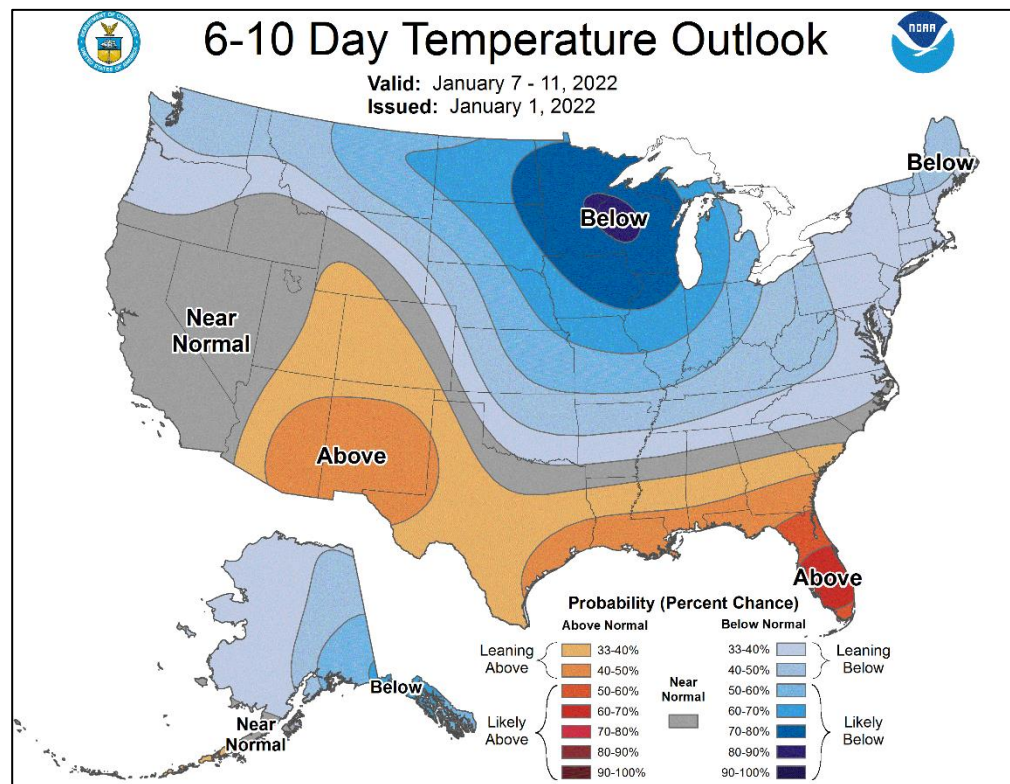 6-10 Day Temperature Outlook
Valid: January 7 - 11, 2022
Issued: January 1, 2022
NOAA
Below
Below
Near
Normal
Above
Above
Below
Near
Normal
Probability (Percent Chance)
Above Normal
Below Normal
Leaning
Above
33-40%
40-50%
Likely
Above
50-60%
60-70%
70-80%
80-90%
90-100%
Near
Normal
33-40%
40-50%
Leaning
Below
50-60%
60-70%
70-80%
80-90%
90-100%
Likely
Below